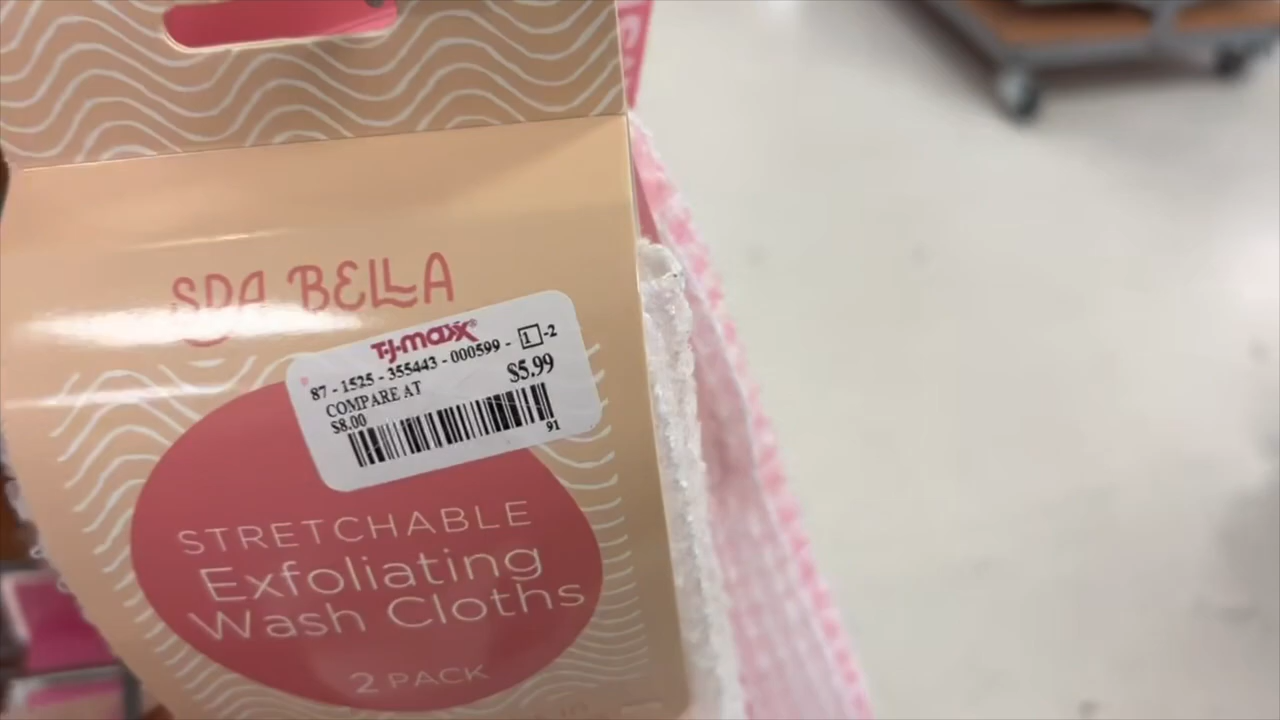 SPA BELLA
T·J·maxx®
87 - 1525 - 355443 - 000599 - 1 -2
COMPARE AT $5.99
$8.00
91
STRETCHABLE
Exfoliating
Wash Cloths
2 PACK